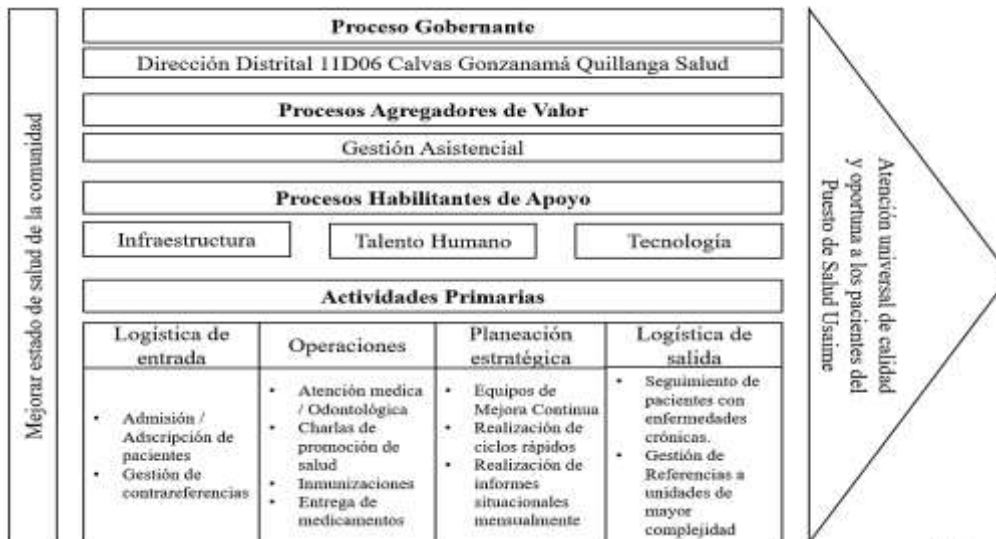 Mejorar estado de salud de la comunidad
Proceso Gobernante
Dirección Distrital 11D06 Calvas Gonzanamá Quillanga Salud
Procesos Agregadores de Valor
Gestión Asistencial
Procesos Habilitantes de Apoyo
Infraestructura
Talento Humano
Tecnología
Actividades Primarias
Logística de
entrada
• Admisión /
Adscripción de
pacientes
• Gestión de
contrareferencias
Operaciones
• Atención medica
/ Odontológica
• Charlas de
promoción de
salud
• Inmunizaciones
• Entrega de
medicamentos
Planeación
estratégica
• Equipos de
Mejora Continua
• Realización de
ciclos rápidos
• Realización de
informes
situacionales
mensualmente
Logística de
salida
• Seguimiento de
pacientes con
enfermedades
crónicas.
• Gestión de
Referencias a
unidades de
mayor
complejidad
Atención universal de calidad
y oportuna a los pacientes del
Puesto de Salud Usaime